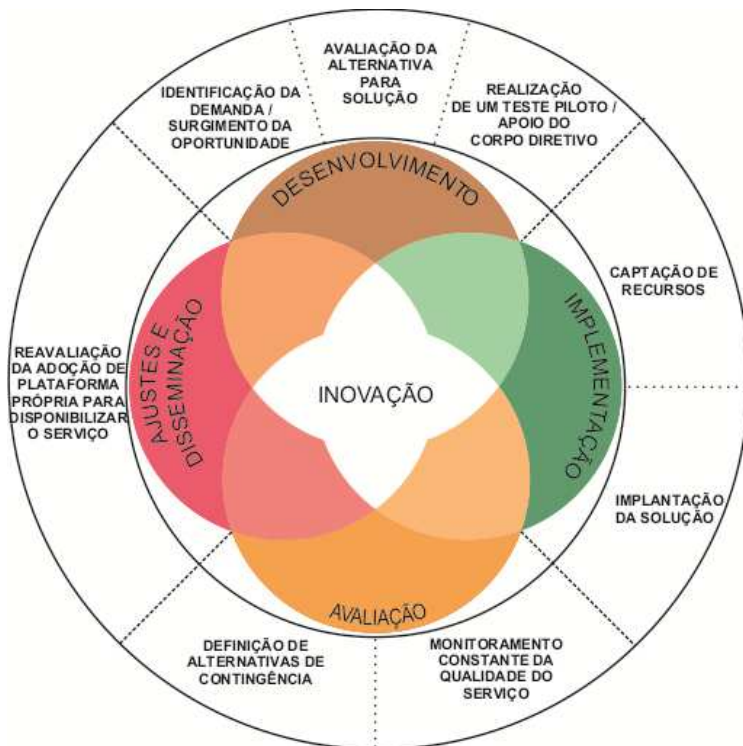 AVALIAÇÃO DA
ALTERNATIVA
PARA
SOLUÇÃO
IDENTIFICAÇÃO DA
DEMANDA /
SURGIMENTO DA
OPORTUNIDADE
REALIZAÇÃO
DE UM TESTE PILOTO /
APOIO DO
CORPO DIRETIVO
DESENVOLVIMENTO
CAPTAÇÃO DE
RECURSOS
IMPLEMENTAÇÃO
AJUSTES E
DISSEMINAÇÃO
REAVALIAÇÃO
DA ADOÇÃO DE
PLATAFORMA
PRÓPRIA PARA
DISPONIBILIZAR
O SERVIÇO
INOVAÇÃO
IMPLANTAÇÃO
DA SOLUÇÃO
AVALIAÇÃO
DEFINIÇÃO DE
ALTERNATIVAS DE
CONTINGÊNCIA
MONITORAMENTO
CONSTANTE DA
QUALIDADE DO
SERVIÇO